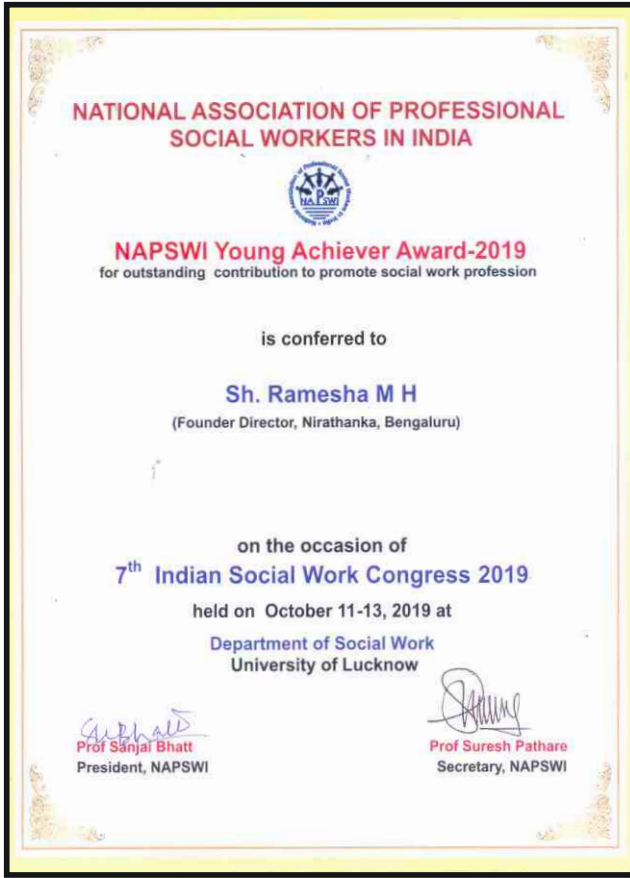 NATIONAL ASSOCIATION OF PROFESSIONAL
SOCIAL WORKERS IN INDIA
NAPSWI
NAPSWI Young Achiever Award-2019
for outstanding contribution to promote social work profession
is conferred to
Sh. Ramesha M H
(Founder Director, Nirathanka, Bengaluru)
on the occasion of
7th Indian Social Work Congress 2019
held on October 11-13, 2019 at
Department of Social Work
University of Lucknow
Prof Sanjai Bhatt
President, NAPSWI
Prof Suresh Pathare
Secretary, NAPSWI